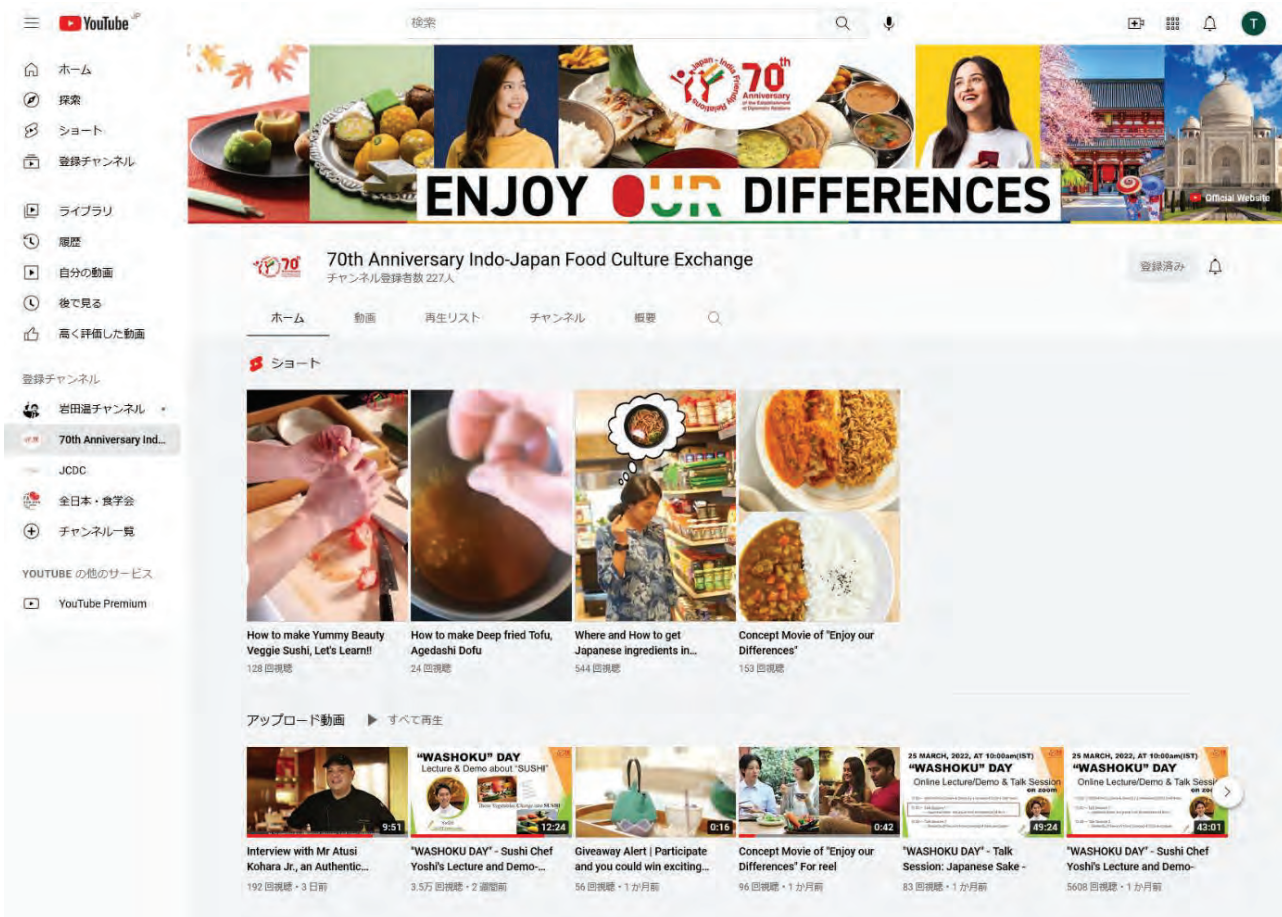 YouTube JP
検索
T
ホーム
探索
ショート
登録チャンネル
ライブラリ
履歴
自分の動画
後で見る
高く評価した動画
登録チャンネル
岩田温チャンネル
70th Anniversary Ind...
JCDC
全日本・食学会
チャンネル一覧
YOUTUBE の他のサービス
YouTube Premium
Japan - India Friendly Relations
70th
Anniversary
of the Establishment
of Diplomatic Relations
ENJOY OUR DIFFERENCES
Official Website
70
70th Anniversary Indo-Japan Food Culture Exchange
チャンネル登録者数 227人
登録済み
ホーム 動画 再生リスト チャンネル 概要
ショート
How to make Yummy Beauty
Veggie Sushi, Let's Learn!!
128 回視聴
How to make Deep fried Tofu,
Agedashi Dofu
24 回視聴
Where and How to get
Japanese ingredients in...
544 回視聴
Concept Movie of "Enjoy our
Differences"
153 回視聴
アップロード動画 すべて再生
9:51
Interview with Mr Atusi
Kohara Jr., an Authentic...
192 回視聴・3 日前
"WASHOKU" DAY
Lecture & Demo about "SUSHI"
12:24
"WASHOKU DAY" - Sushi Chef
Yoshi's Lecture and Demo-...
3.5万 回視聴・2 週間前
0:16
Giveaway Alert | Participate
and you could win exciting...
56 回視聴・1 か月前
0:42
Concept Movie of "Enjoy our
Differences" For reel
96 回視聴・1 か月前
25 MARCH, 2022, AT 10:00am(IST)
"WASHOKU" DAY
Online Lecture/Demo & Talk Session
on zoom
49:24
"WASHOKU DAY" - Talk
Session: Japanese Sake -
83 回視聴・1 か月前
25 MARCH, 2022, AT 10:00am(IST)
"WASHOKU" DAY
Online Lecture/Demo & Talk Sessi
on zoo
43:01
"WASHOKU DAY" - Sushi Chef
Yoshi's Lecture and Demo-
5608 回視聴・1 か月前